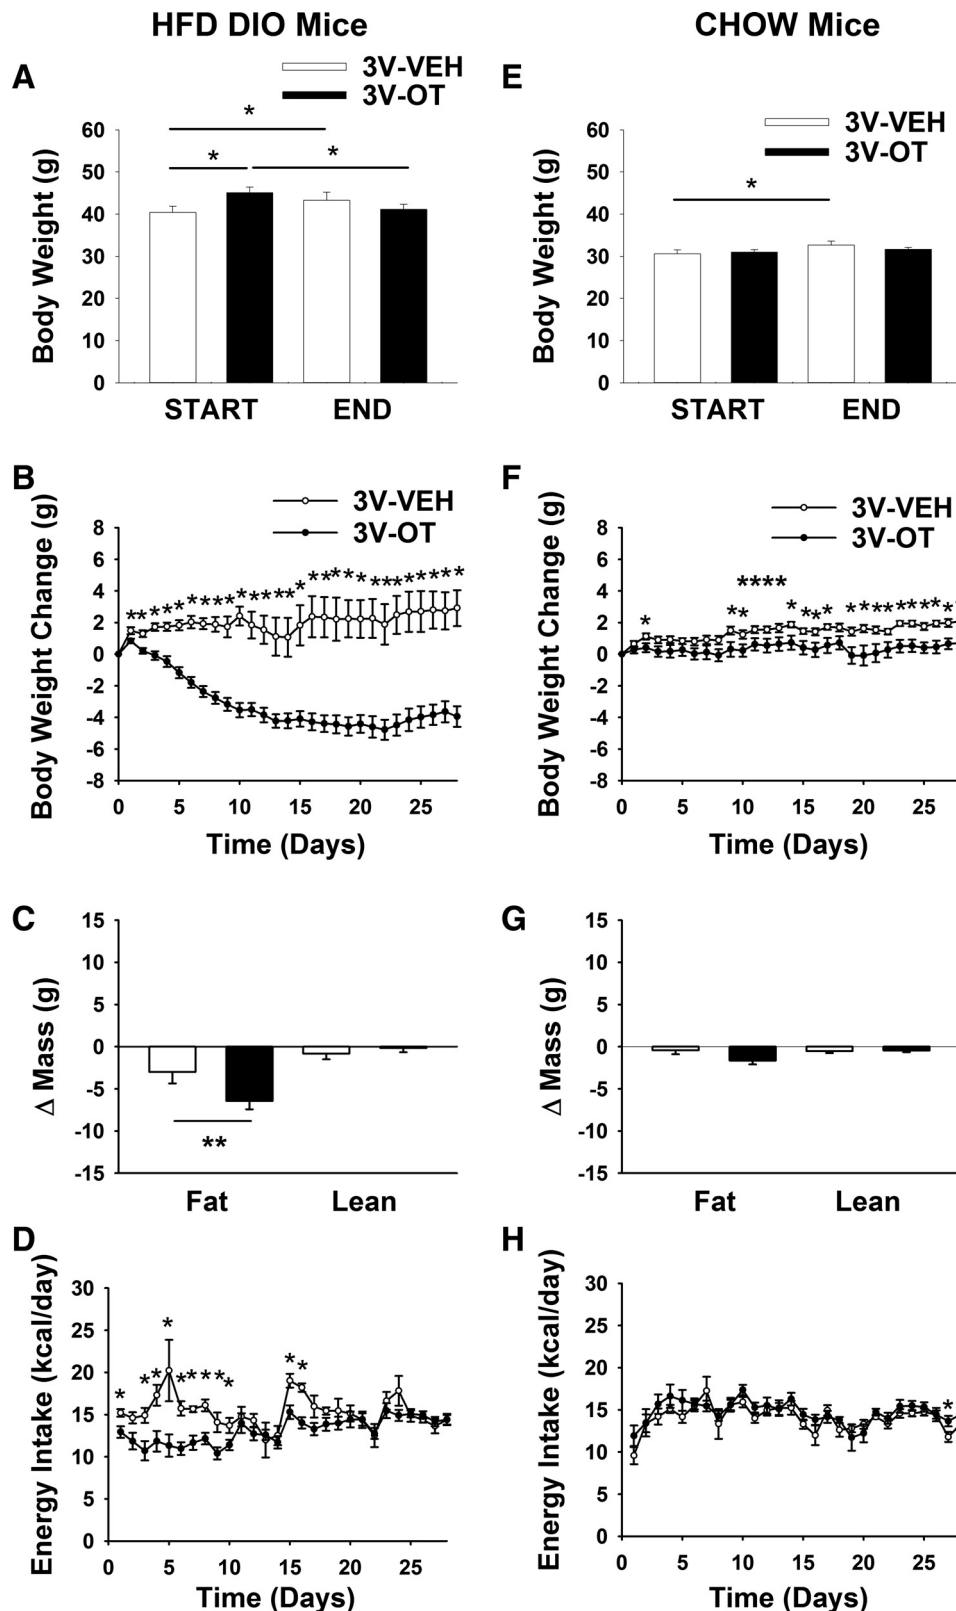 HFD DIO Mice
CHOW Mice
A
3V-VEH
3V-OT
*
*
*
Body Weight (g)
60
50
40
30
20
10
0
START
END
E
3V-VEH
3V-OT
*
Body Weight (g)
60
50
40
30
20
10
0
START
END
B
3V-VEH
3V-OT
Body Weight Change (g)
8
6
4
2
0
-2
-4
-6
-8
0 5 10 15 20 25
Time (Days)
F
3V-VEH
3V-OT
Body Weight Change (g)
8
6
4
2
0
-2
-4
-6
-8
0 5 10 15 20 25
Time (Days)
C
Δ Mass (g)
15
10
5
0
-5
-10
-15
**
Fat
Lean
G
Δ Mass (g)
15
10
5
0
-5
-10
-15
Fat
Lean
D
Energy Intake (kcal/day)
30
25
20
15
10
5
0
0 5 10 15 20 25
Time (Days)
H
Energy Intake (kcal/day)
30
25
20
15
10
5
0
0 5 10 15 20 25
Time (Days)